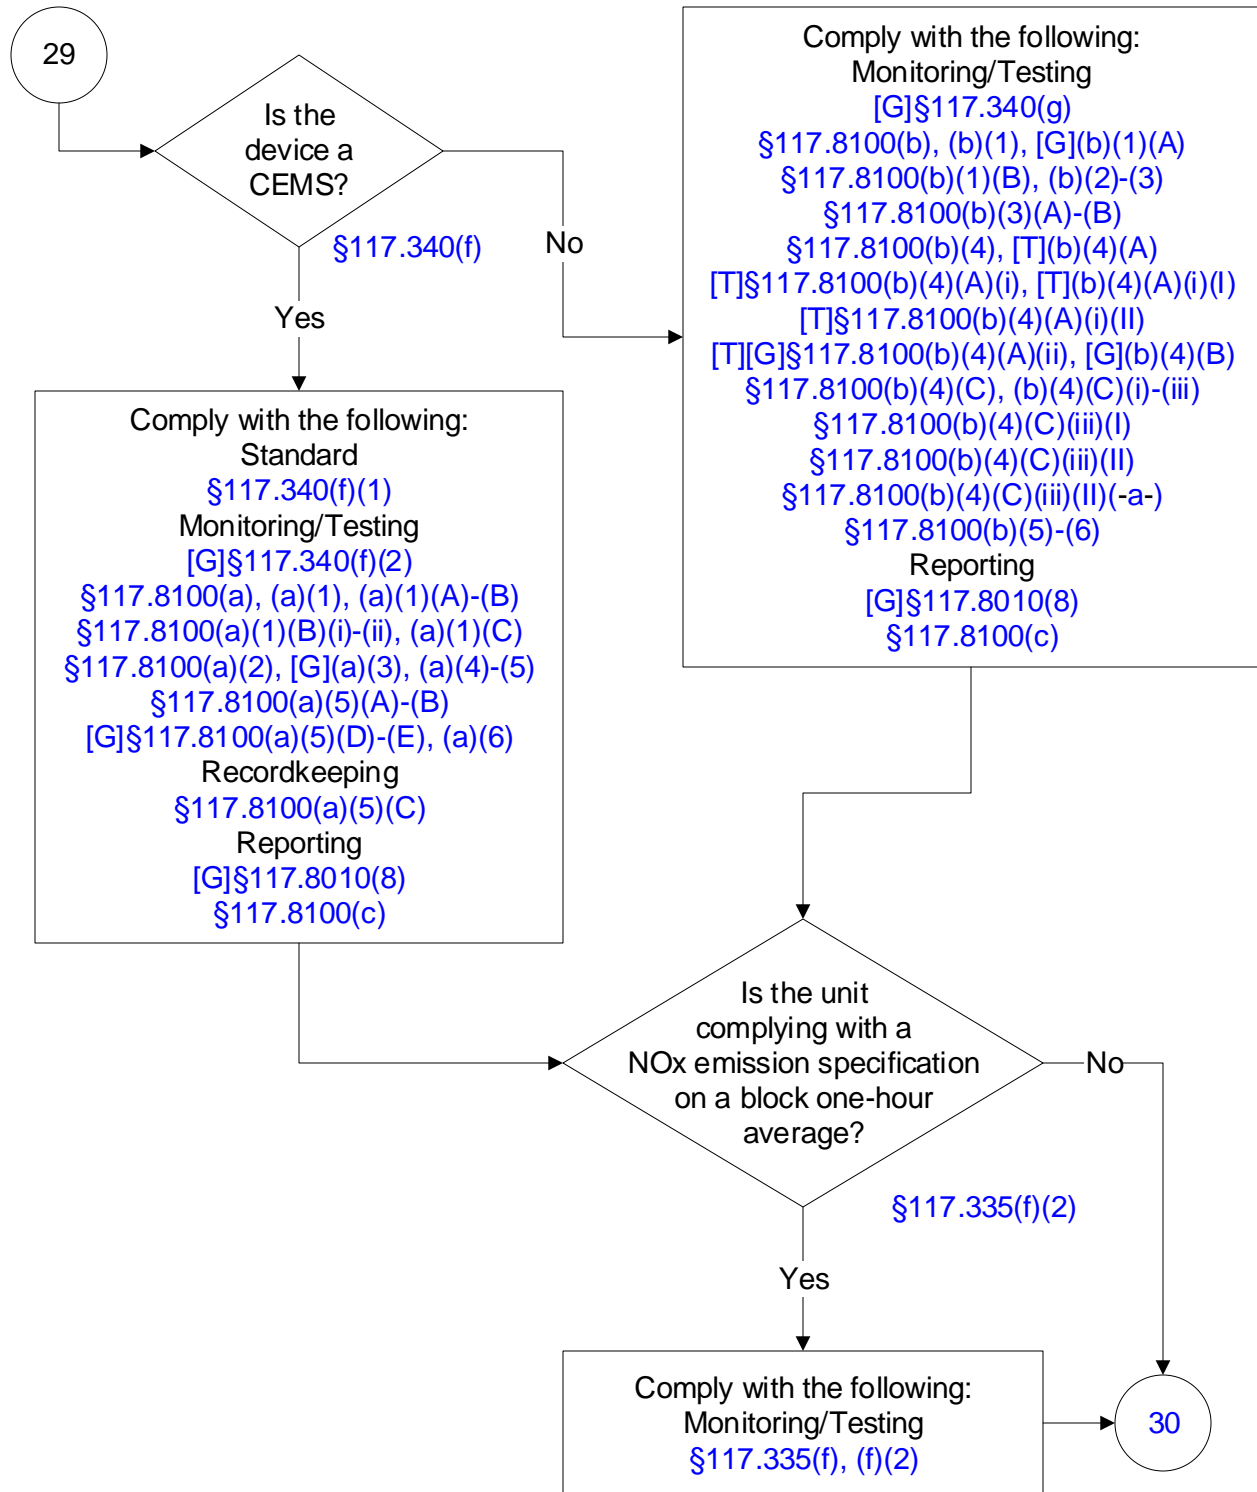 29
Is the
device a
CEMS?
§117.340(f)
No
Yes
Comply with the following:
Monitoring/Testing
[G]§117.340(g)
§117.8100(b), (b)(1), [G](b)(1)(A)
§117.8100(b)(1)(B), (b)(2)-(3)
§117.8100(b)(3)(A)-(B)
§117.8100(b)(4), [T](b)(4)(A)
[T]§117.8100(b)(4)(A)(i), [T](b)(4)(A)(i)(I)
[T]§117.8100(b)(4)(A)(i)(II)
[T][G]§117.8100(b)(4)(A)(ii), [G](b)(4)(B)
§117.8100(b)(4)(C), (b)(4)(C)(i)-(iii)
§117.8100(b)(4)(C)(iii)(I)
§117.8100(b)(4)(C)(iii)(II)
§117.8100(b)(4)(C)(iii)(II)(-a-)
§117.8100(b)(5)-(6)
Reporting
[G]§117.8010(8)
§117.8100(c)
Comply with the following:
Standard
§117.340(f)(1)
Monitoring/Testing
[G]§117.340(f)(2)
§117.8100(a), (a)(1), (a)(1)(A)-(B)
§117.8100(a)(1)(B)(i)-(ii), (a)(1)(C)
§117.8100(a)(2), [G](a)(3), (a)(4)-(5)
§117.8100(a)(5)(A)-(B)
[G]§117.8100(a)(5)(D)-(E), (a)(6)
Recordkeeping
§117.8100(a)(5)(C)
Reporting
[G]§117.8010(8)
§117.8100(c)
Is the unit
complying with a
NOx emission specification
on a block one-hour
average?
No
§117.335(f)(2)
Yes
Comply with the following:
Monitoring/Testing
§117.335(f), (f)(2)
30